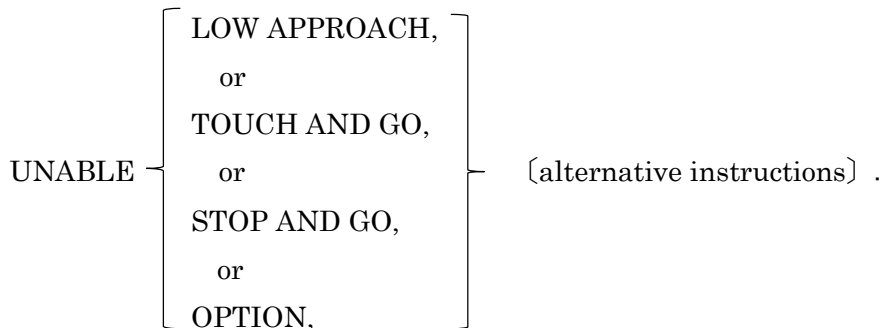 LOW APPROACH,
or
TOUCH AND GO,
UNABLE or 〔alternative instructions〕.
STOP AND GO,
or
OPTION,